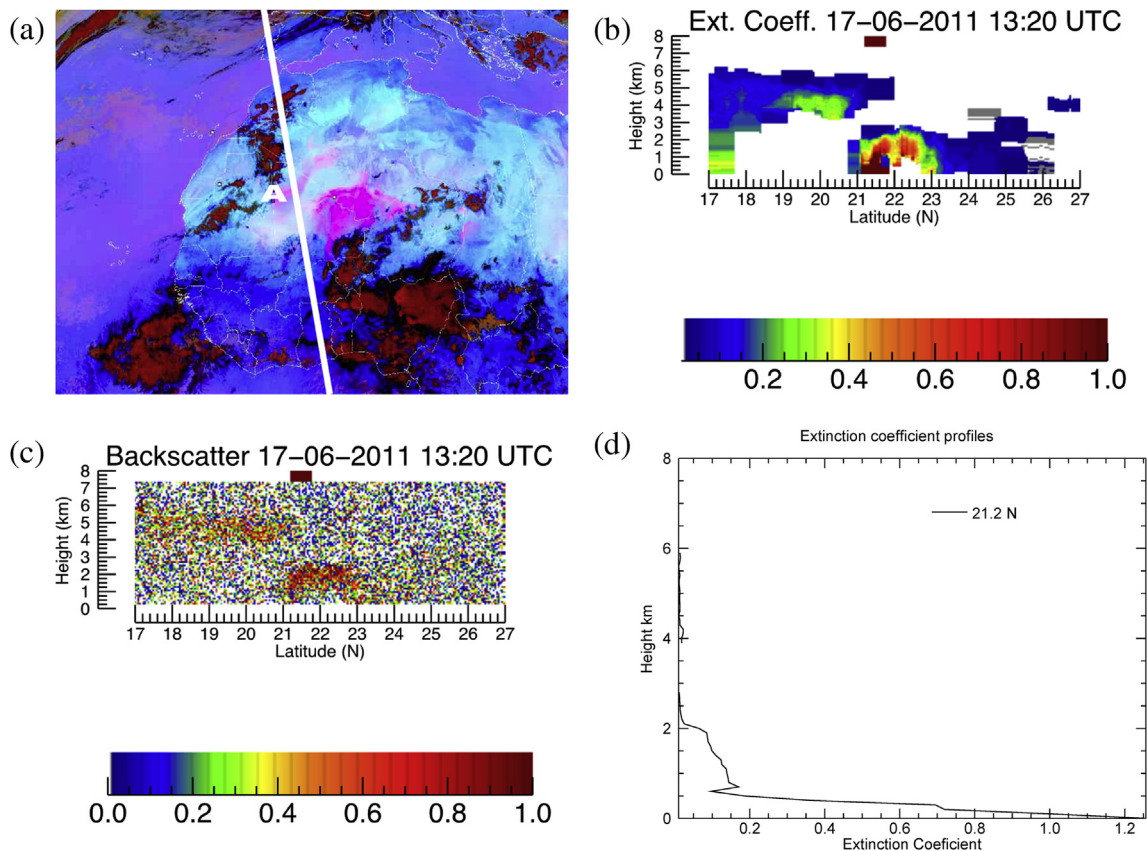 (a)
A
(b)
Ext. Coeff. 17-06-2011 13:20 UTC
8
7
6
5
4
3
2
1
0
Height (km)
17 18 19 20 21 22 23 24 25 26 27
Latitude (N)
0.2 0.4 0.6 0.8 1.0
(c)
Backscatter 17-06-2011 13:20 UTC
8
7
6
5
4
3
2
1
0
Height (km)
17 18 19 20 21 22 23 24 25 26 27
Latitude (N)
0.0 0.2 0.4 0.6 0.8 1.0
(d)
Extinction coefficient profiles
8
21.2 N
6
Height km
4
2
0
0.2 0.4 0.6 0.8 1.0 1.2
Extinction Coeficient